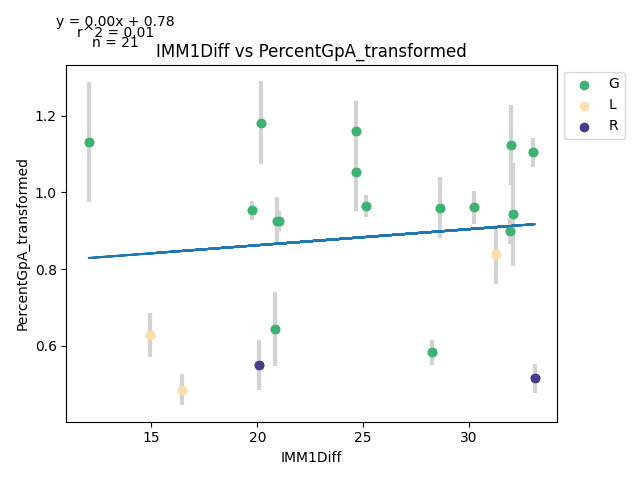 y = 0.00x + 0.78
r^2 = 0.01
n = 21
IMM1Diff vs PercentGpA_transformed
G
L
R
1.2
1.0
0.8
0.6
PercentGpA_transformed
15 20 25 30
IMM1Diff